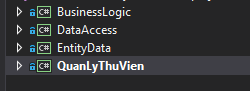 C# BusinessLogic
C# DataAccess
C# EntityData
C# QuanLyThuVien